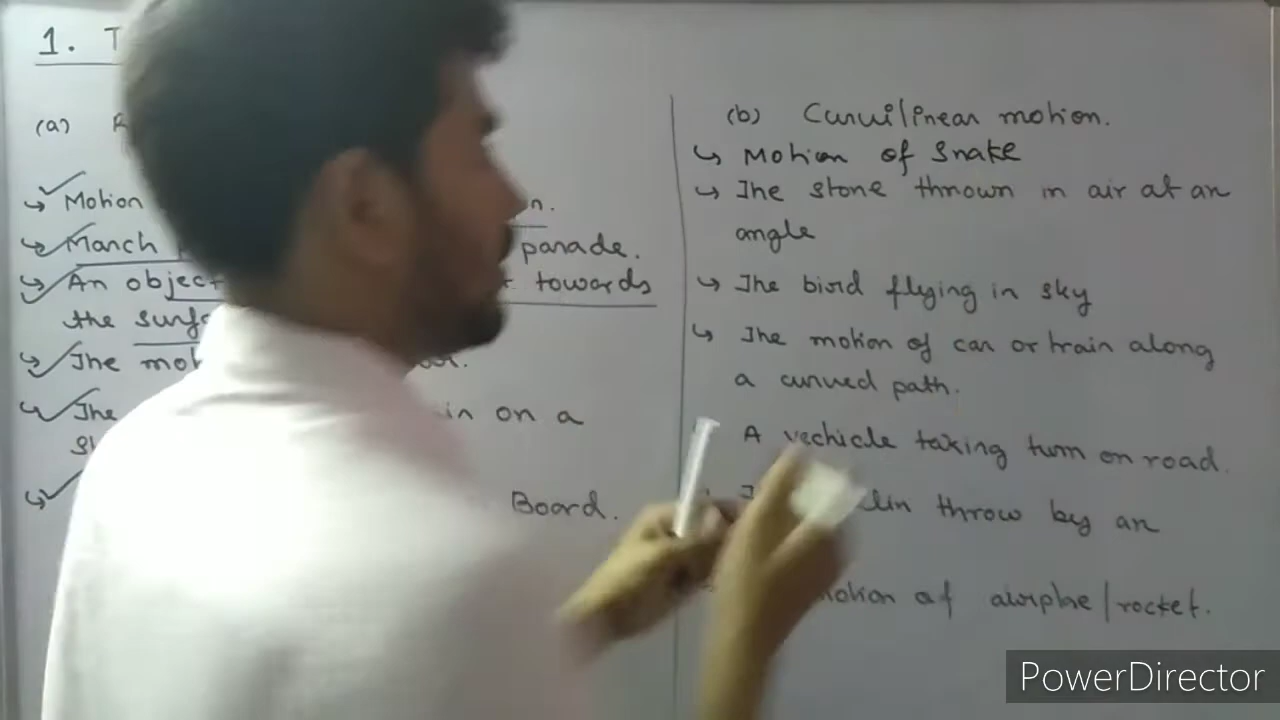 1. T
(a) R
Motion n.
March parade.
An object towards
the surf
The mot
The in on a
Board.
(b) Curvilinear motion.
Motion of Snake
The stone thrown in air at an
angle
The bird flying in sky
The motion of car or train along
a curved path.
A vechicle taking turn on road.
lin throw by an
motion of airplne/rocket.
PowerDirector